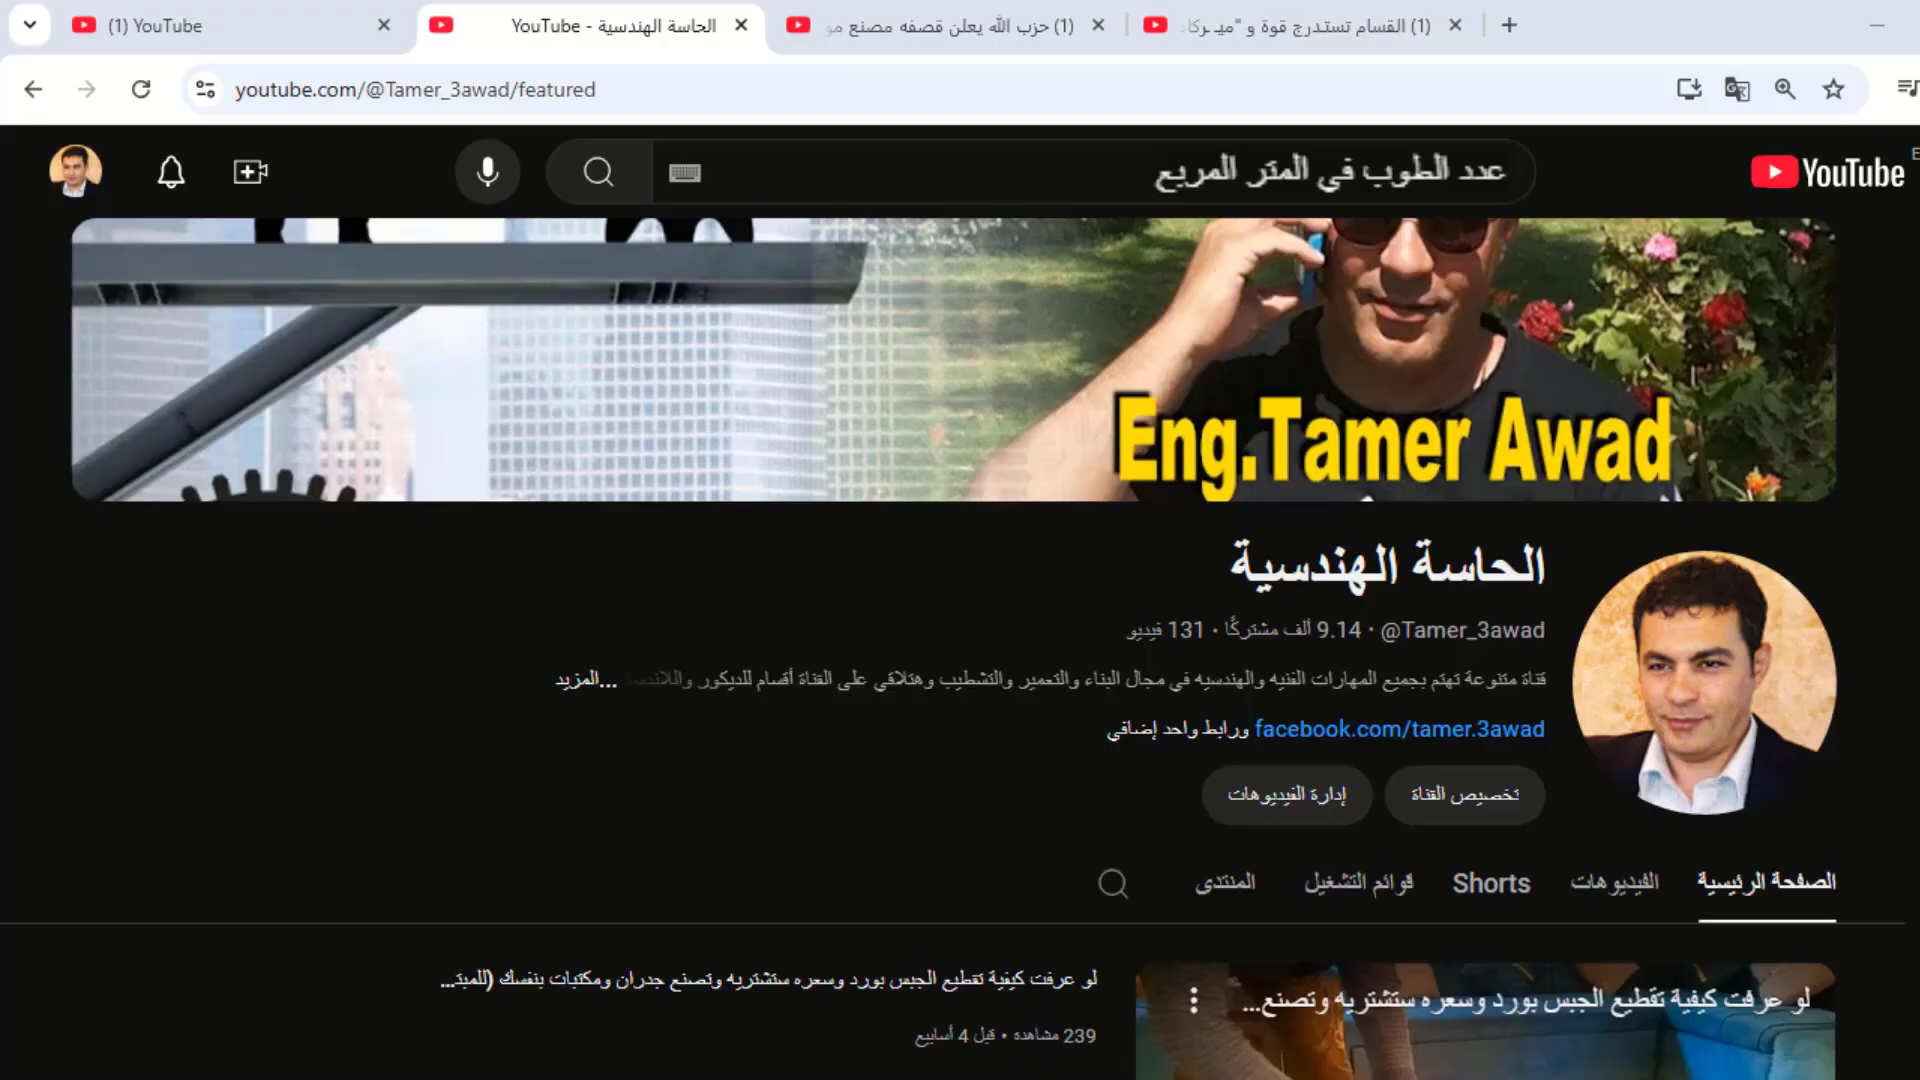 (1) YouTube
الحاسة الهندسية - YouTube
(1) حزب الله يعلن قصفه مصنع
(1) القسام تستدرج قوة و "ميـركا
youtube.com/@Tamer_3awad/featured
عدد الطوب في المتر المربع
YouTube
Eng.Tamer Awad
الحاسة الهندسية
@Tamer_3awad · 9.14 ألف مشتركًا · 131 فيديو
قناة متنوعة تهتم بجميع المهارات الفنيه والهندسيه في مجال البناء والتعمير والتشطيب وهتلاقي على القناة أقسام للديكور ...المزيد
facebook.com/tamer.3awad ورابط واحد إضافي
تخصيص القناة
إدارة الفيديوهات
الصفحة الرئيسية
الفيديوهات
Shorts
قوائم التشغيل
المنتدى
لو عرفت كيفية تقطيع الجبس بورد وسعره ستشتريه وتصنع...
لو عرفت كيفية تقطيع الجبس بورد وسعره ستشتريه وتصنع جدران ومكتبات بنفسك (للمبتـ...
239 مشاهدة • قبل 4 أسابيع